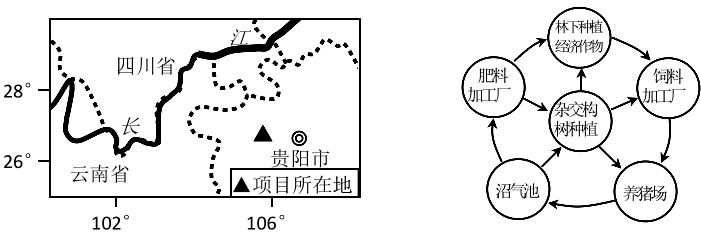 江
四川省
28°
长
贵阳市
26°
云南省
▲项目所在地
102°
106°
林下种植
经济作物
肥料
加工厂
饲料
加工厂
杂交构
树种植
沼气池
养猪场